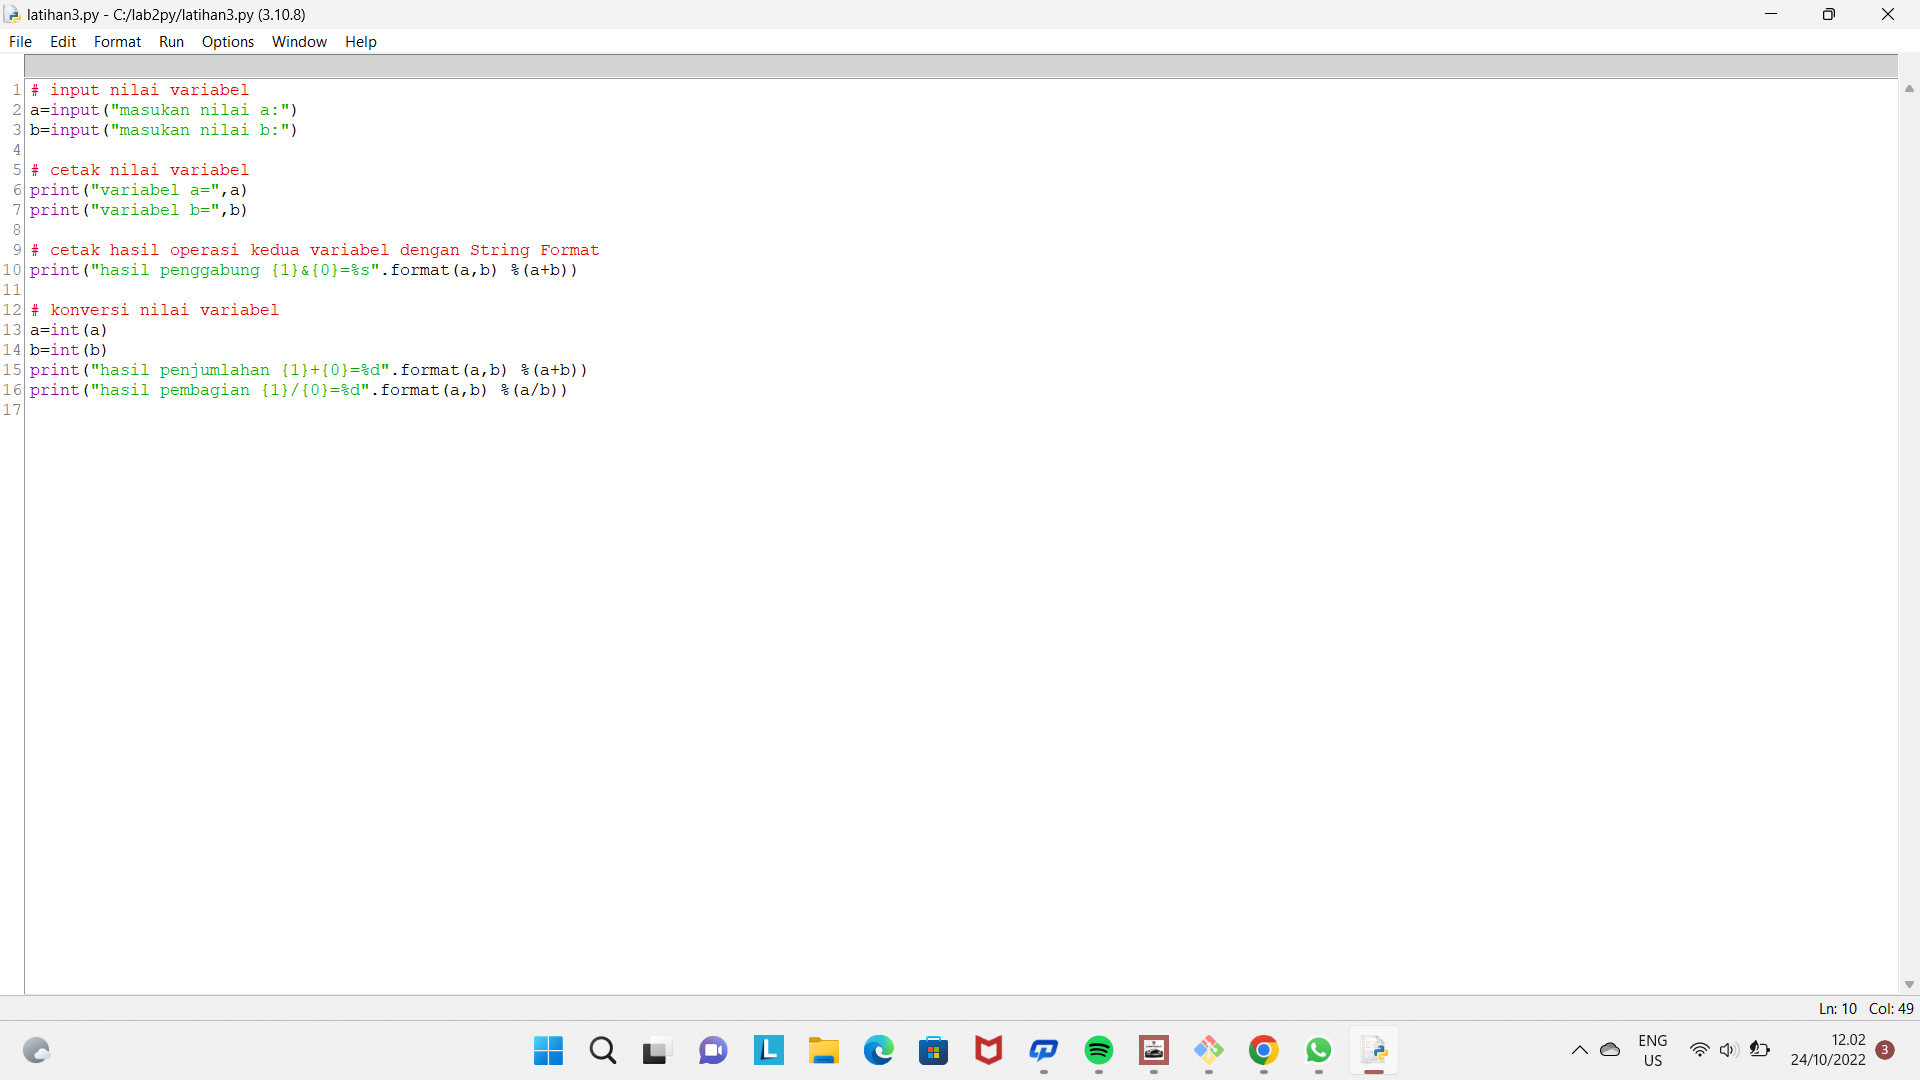 latihan3.py - C:/lab2py/latihan3.py (3.10.8)
File Edit Format Run Options Window Help
1 # input nilai variabel
2 a=input("masukan nilai a:")
3 b=input("masukan nilai b:")
4
5 # cetak nilai variabel
6 print("variabel a=",a)
7 print("variabel b=",b)
8
9 # cetak hasil operasi kedua variabel dengan String Format
10 print("hasil penggabung {1}&{0}=%s".format(a,b) %(a+b))
11
12 # konversi nilai variabel
13 a=int(a)
14 b=int(b)
15 print("hasil penjumlahan {1}+{0}=%d".format(a,b) %(a+b))
16 print("hasil pembagian {1}/{0}=%d".format(a,b) %(a/b))
17
Ln: 10 Col: 49
L
ENG
US
12.02
24/10/2022
3